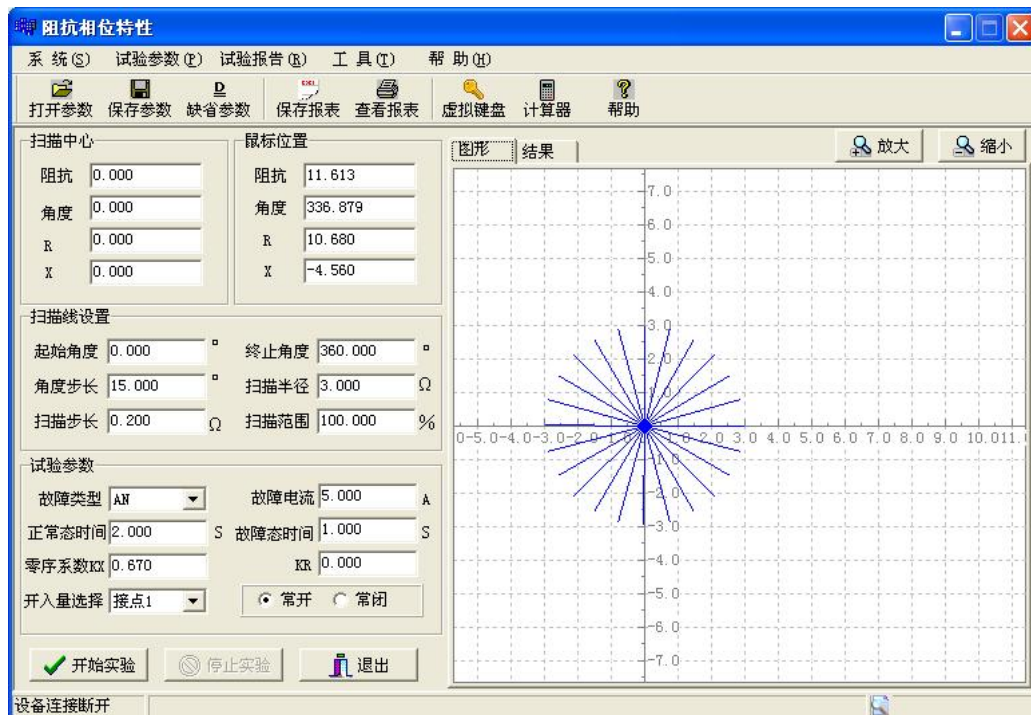 阻抗相位特性
系 统(S) 试验参数(P) 试验报告(R) 工 具(T) 帮 助(H)
打开参数 保存参数 缺省参数 保存报表 查看报表 虚拟键盘 计算器 帮助
扫描中心
阻抗 0.000
角度 0.000
R 0.000
X 0.000
鼠标位置
阻抗 11.613
角度 336.879
R 10.680
X -4.560
扫描线设置
起始角度 0.000 ° 终止角度 360.000 °
角度步长 15.000 ° 扫描半径 3.000 Ω
扫描步长 0.200 Ω 扫描范围 100.000 %
试验参数
故障类型 AN 故障电流 5.000 A
正常态时间 2.000 S 故障态时间 1.000 S
零序系数KX 0.670 KR 0.000
开入量选择 接点1 常开 常闭
开始实验 停止实验 退出
图形 结果 放大 缩小
7.0
6.0
5.0
4.0
3.0
2.0
1.0
0-5.0-4.0-3.0-2.0-1.0 1.0 2.0 3.0 4.0 5.0 6.0 7.0 8.0 9.0 10.011.
-1.0
-2.0
-3.0
-4.0
-5.0
-6.0
-7.0
设备连接断开